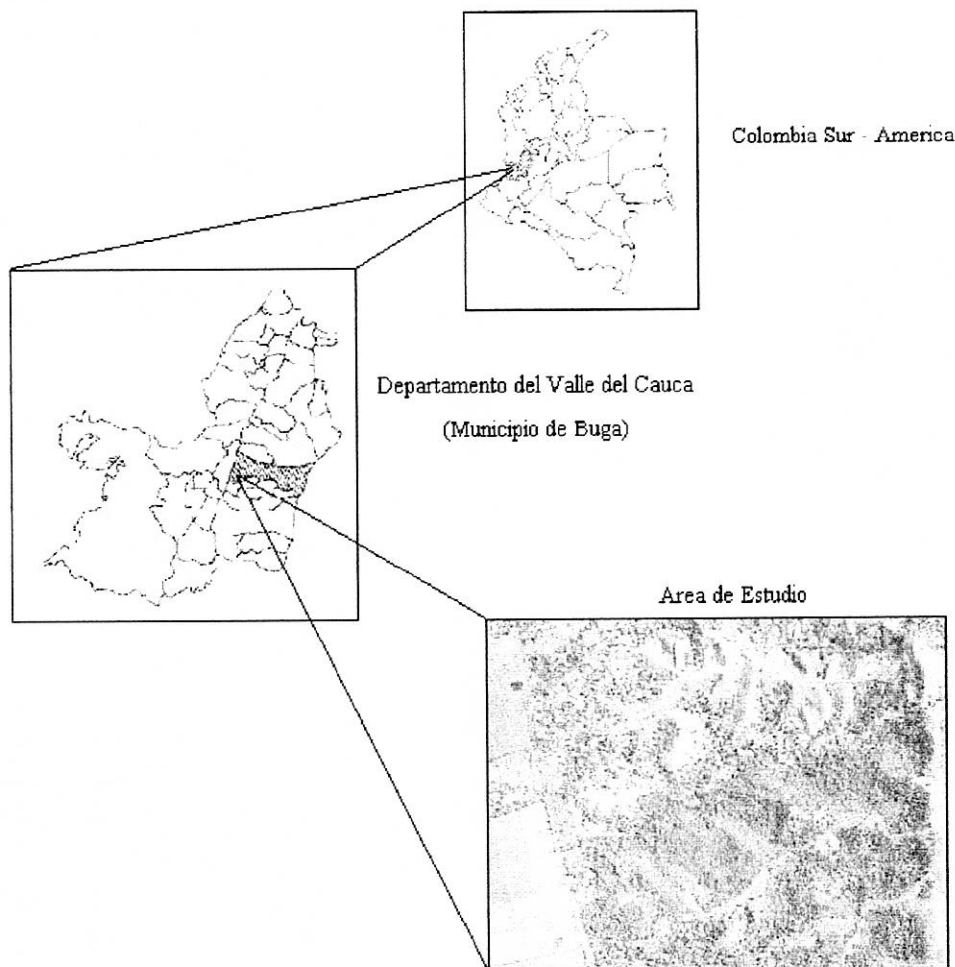 Colombia Sur - America
Departamento del Valle del Cauca
(Municipio de Buga)
Area de Estudio